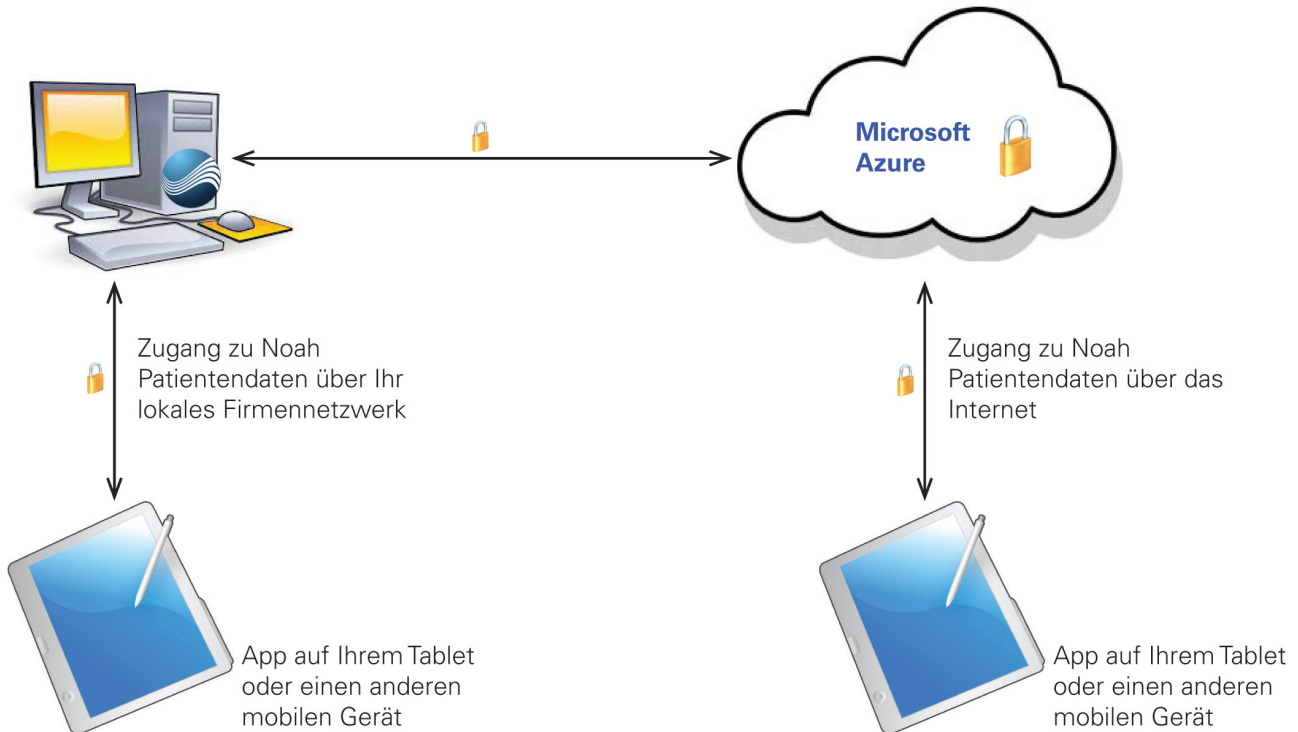 Microsoft
Azure
Zugang zu Noah
Patientendaten über Ihr
lokales Firmennetzwerk
Zugang zu Noah
Patientendaten über das
Internet
App auf Ihrem Tablet
oder einen anderen
mobilen Gerät
App auf Ihrem Tablet
oder einen anderen
mobilen Gerät